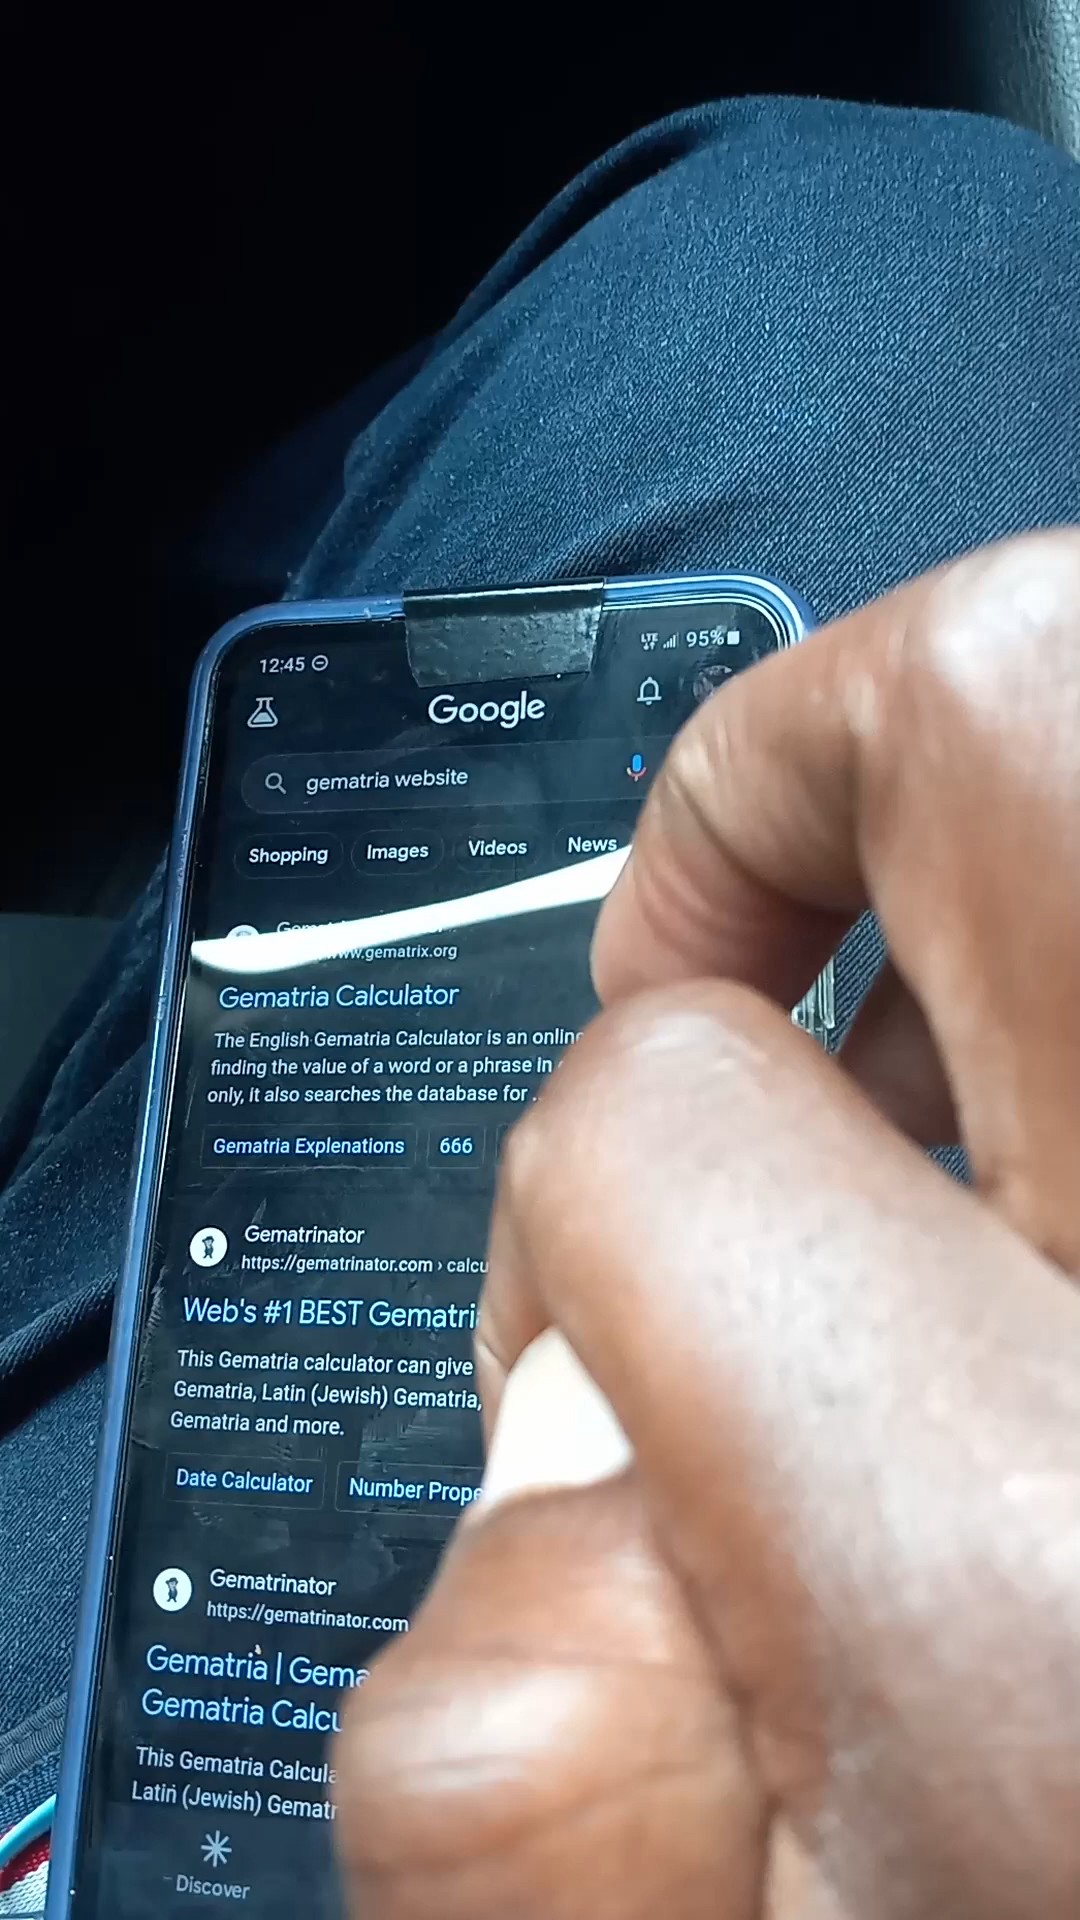 12:45
LTE 95%
Google
gematria website
Shopping Images Videos News
www.gematrix.org
Gematria Calculator
The English Gematria Calculator is an online
finding the value of a word or a phrase in
only, it also searches the database for ...
Gematria Explenations 666
Gematrinator
https://gematrinator.com › calcu
Web's #1 BEST Gematri
This Gematria calculator can give
Gematria, Latin (Jewish) Gematria,
Gematria and more.
Date Calculator Number Prope
Gematrinator
https://gematrinator.com
Gematria | Gema
Gematria Calcu
This Gematria Calcula
Latin (Jewish) Gematr
Discover